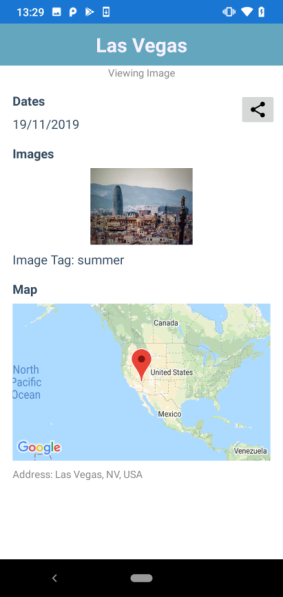 13:29
Las Vegas
Viewing Image
Dates
19/11/2019
Images
Image Tag: summer
Map
Canada
North
Pacific
Ocean
United States
Mexico
Google
Venezuela
Address: Las Vegas, NV, USA